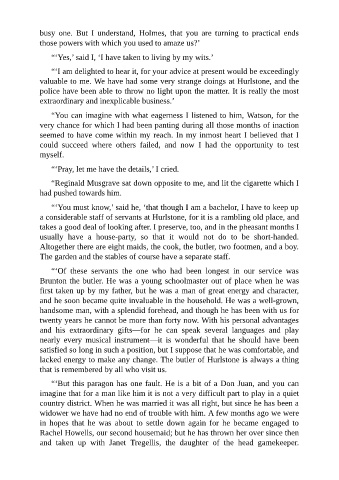 busy one. But I understand, Holmes, that you are turning to practical ends
those powers with which you used to amaze us?’
“‘Yes,’ said I, ‘I have taken to living by my wits.’
“‘I am delighted to hear it, for your advice at present would be exceedingly
valuable to me. We have had some very strange doings at Hurlstone, and the
police have been able to throw no light upon the matter. It is really the most
extraordinary and inexplicable business.’
“You can imagine with what eagerness I listened to him, Watson, for the
very chance for which I had been panting during all those months of inaction
seemed to have come within my reach. In my inmost heart I believed that I
could succeed where others failed, and now I had the opportunity to test
myself.
“‘Pray, let me have the details,’ I cried.
“Reginald Musgrave sat down opposite to me, and lit the cigarette which I
had pushed towards him.
“‘You must know,’ said he, ‘that though I am a bachelor, I have to keep up
a considerable staff of servants at Hurlstone, for it is a rambling old place, and
takes a good deal of looking after. I preserve, too, and in the pheasant months I
usually have a house-party, so that it would not do to be short-handed.
Altogether there are eight maids, the cook, the butler, two footmen, and a boy.
The garden and the stables of course have a separate staff.
“‘Of these servants the one who had been longest in our service was
Brunton the butler. He was a young schoolmaster out of place when he was
first taken up by my father, but he was a man of great energy and character,
and he soon became quite invaluable in the household. He was a well-grown,
handsome man, with a splendid forehead, and though he has been with us for
twenty years he cannot be more than forty now. With his personal advantages
and his extraordinary gifts—for he can speak several languages and play
nearly every musical instrument—it is wonderful that he should have been
satisfied so long in such a position, but I suppose that he was comfortable, and
lacked energy to make any change. The butler of Hurlstone is always a thing
that is remembered by all who visit us.
“‘But this paragon has one fault. He is a bit of a Don Juan, and you can
imagine that for a man like him it is not a very difficult part to play in a quiet
country district. When he was married it was all right, but since he has been a
widower we have had no end of trouble with him. A few months ago we were
in hopes that he was about to settle down again for he became engaged to
Rachel Howells, our second housemaid; but he has thrown her over since then
and taken up with Janet Tregellis, the daughter of the head gamekeeper.